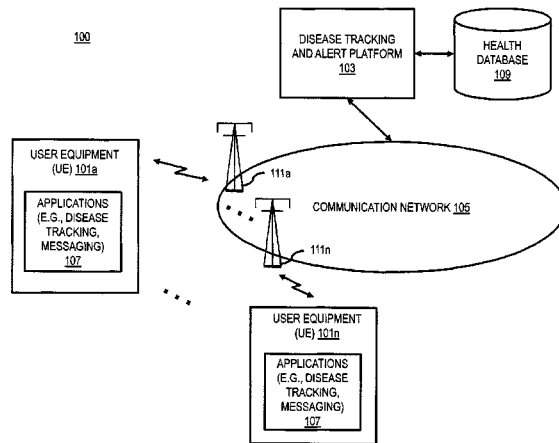 100
DISEASE TRACKING
AND ALERT PLATFORM
103
HEALTH
DATABASE
109
USER EQUIPMENT
(UE) 101a
APPLICATIONS
(E.G., DISEASE
TRACKING,
MESSAGING)
107
111a
COMMUNICATION NETWORK 105
111n
USER EQUIPMENT
(UE) 101n
APPLICATIONS
(E.G., DISEASE
TRACKING,
MESSAGING)
107